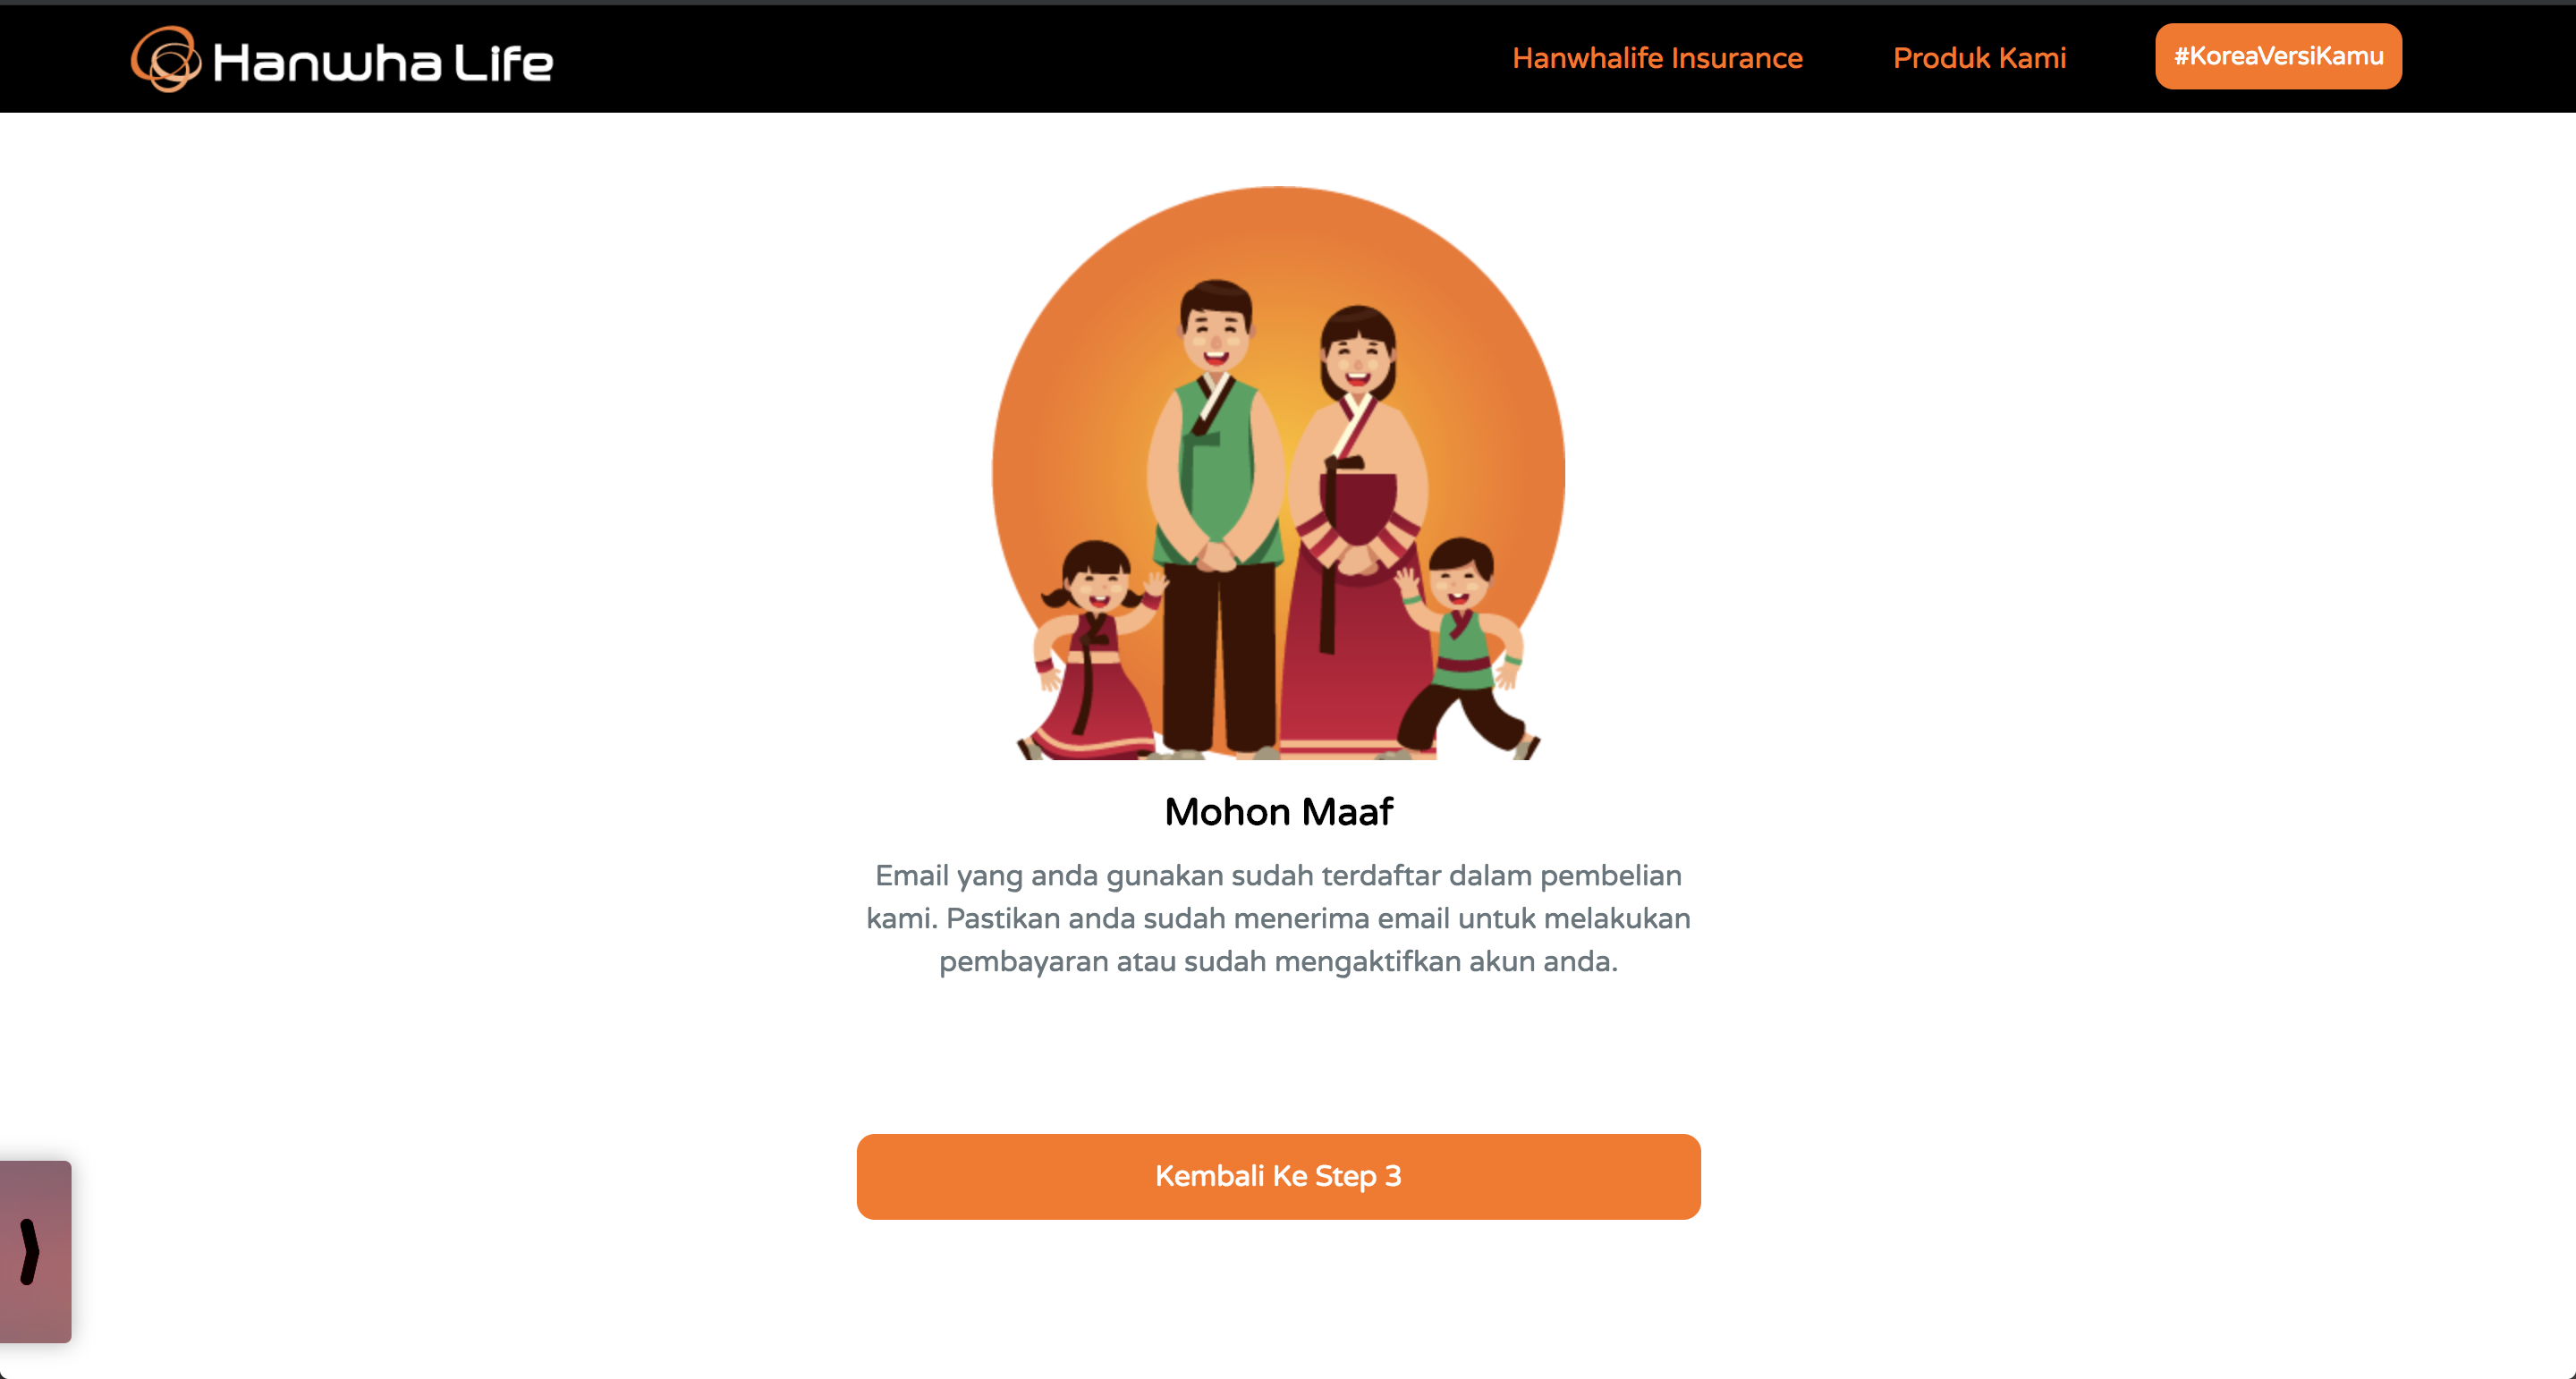 Hanwha Life
Hanwhalife Insurance
Produk Kami
#KoreaVersiKamu
Mohon Maaf
Email yang anda gunakan sudah terdaftar dalam pembelian
kami. Pastikan anda sudah menerima email untuk melakukan
pembayaran atau sudah mengaktifkan akun anda.
Kembali Ke Step 3